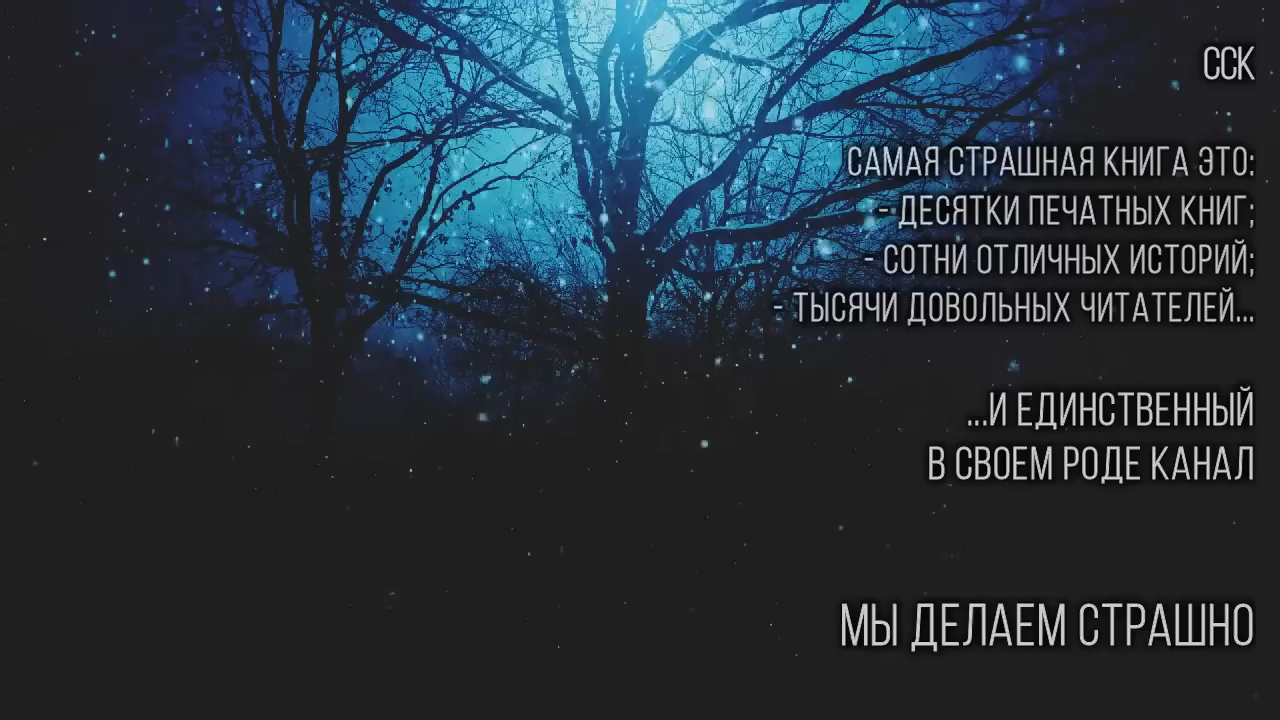 ССК
САМАЯ СТРАШНАЯ КНИГА ЭТО:
- ДЕСЯТКИ ПЕЧАТНЫХ КНИГ;
- СОТНИ ОТЛИЧНЫХ ИСТОРИЙ;
- ТЫСЯЧИ ДОВОЛЬНЫХ ЧИТАТЕЛЕЙ...
...И ЕДИНСТВЕННЫЙ
В СВОЕМ РОДЕ КАНАЛ
МЫ ДЕЛАЕМ СТРАШНО